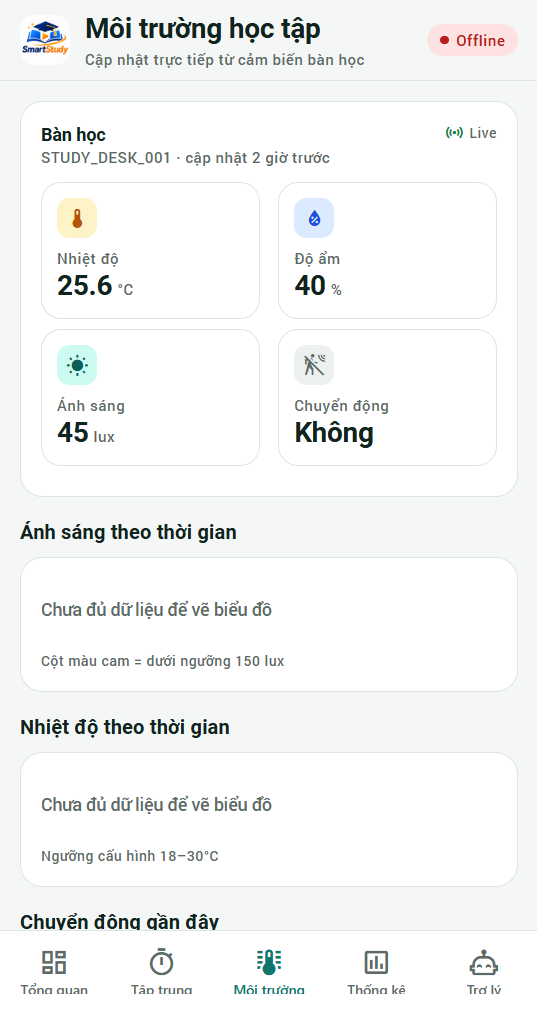 SmartStudy
Môi trường học tập
Cập nhật trực tiếp từ cảm biến bàn học
Offline
Bàn học
Live
STUDY_DESK_001 · cập nhật 2 giờ trước
Nhiệt độ
25.6 °C
Độ ẩm
40 %
Ánh sáng
45 lux
Chuyển động
Không
Ánh sáng theo thời gian
Chưa đủ dữ liệu để vẽ biểu đồ
Cột màu cam = dưới ngưỡng 150 lux
Nhiệt độ theo thời gian
Chưa đủ dữ liệu để vẽ biểu đồ
Ngưỡng cấu hình 18–30°C
Chuyển động gần đây
Tổng quan
Tập trung
Môi trường
Thống kê
Trợ lý